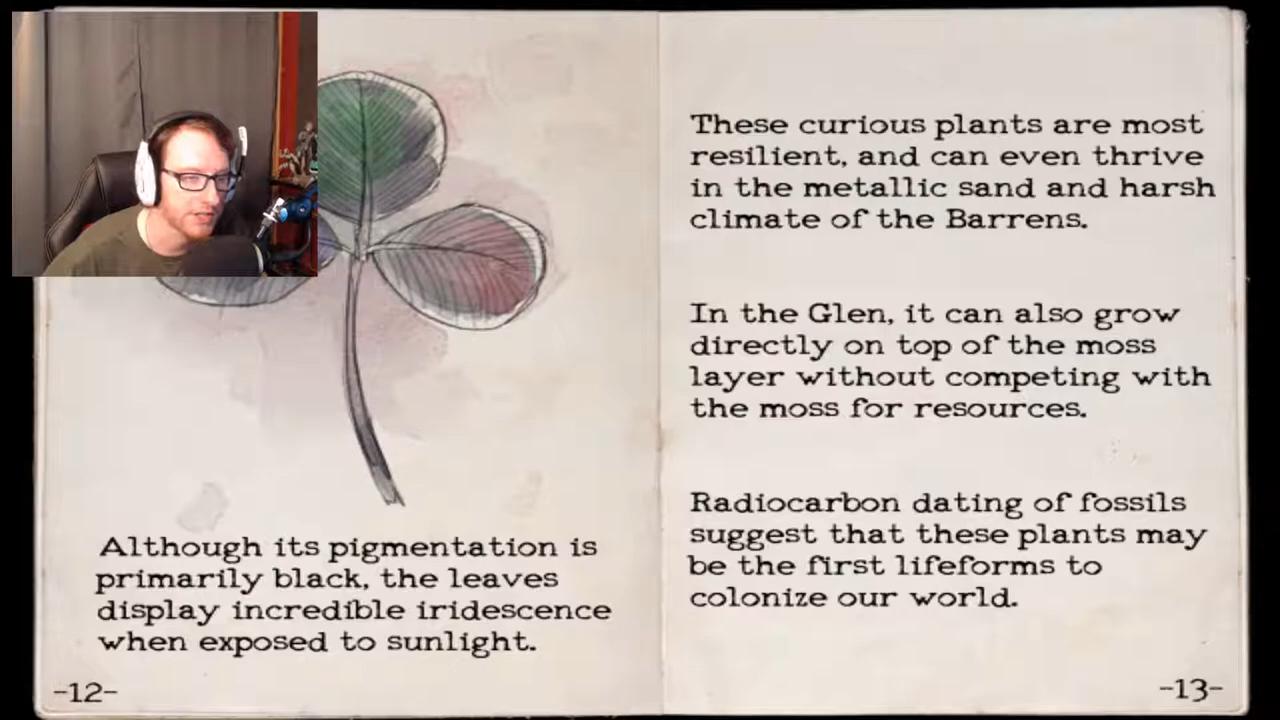 Although its pigmentation is
primarily black, the leaves
display incredible iridescence
when exposed to sunlight.
-12-
These curious plants are most
resilient, and can even thrive
in the metallic sand and harsh
climate of the Barrens.
In the Glen, it can also grow
directly on top of the moss
layer without competing with
the moss for resources.
Radiocarbon dating of fossils
suggest that these plants may
be the first lifeforms to
colonize our world.
-13-